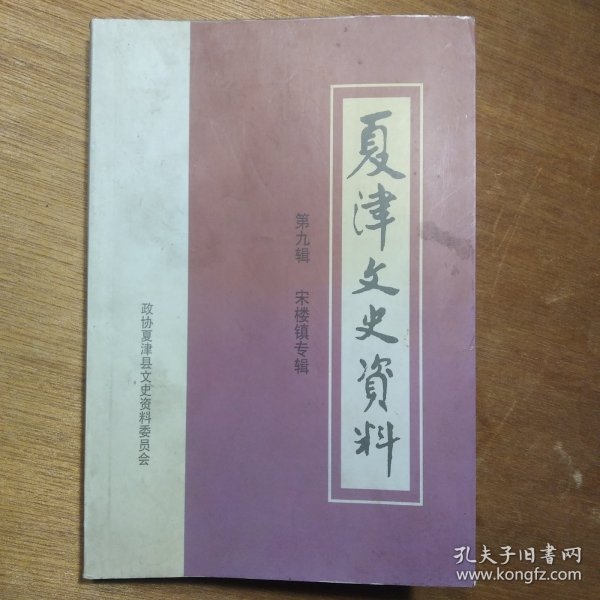 夏津文史資料
第九辑 宋楼镇专辑
政协夏津县文史资料委员会
孔夫子旧书网
www.kongfz.com